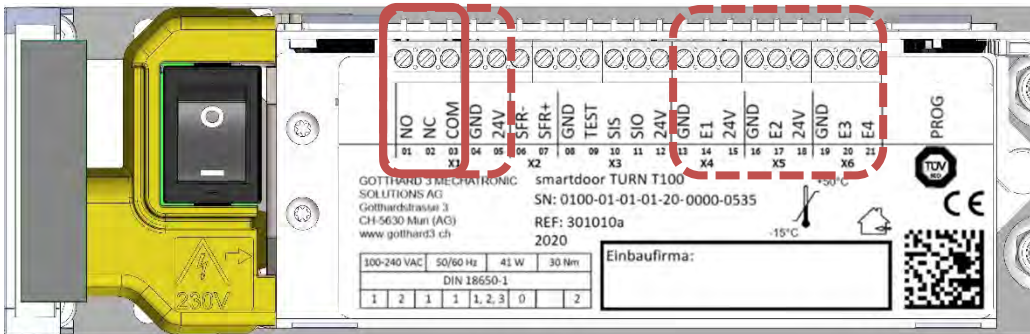 NO NC COM GND 24V SFR- SFR+ GND TEST SIS SIO 24V GND E1 24V GND E2 24V GND E3 E4 PROG
01 02 03 04 05 06 07 08 09 10 11 12 13 14 15 16 17 18 19 20 21
X1 X2 X3 X4 X5 X6
GOTTHARD 3 MECHATRONIC
SOLUTIONS AG
Gotthardstrasse 3
CH-5630 Muri (AG)
www.gotthard3.ch
smartdoor TURN T100
SN: 0100-01-01-01-20-0000-0535
REF: 301010a
2020
+50°C
-15°C
TÜV
CE
100-240 VAC 50/60 Hz 41 W 30 Nm
DIN 18650-1
1 2 1 1 1, 2, 3 0 2
Einbaufirma:
230V